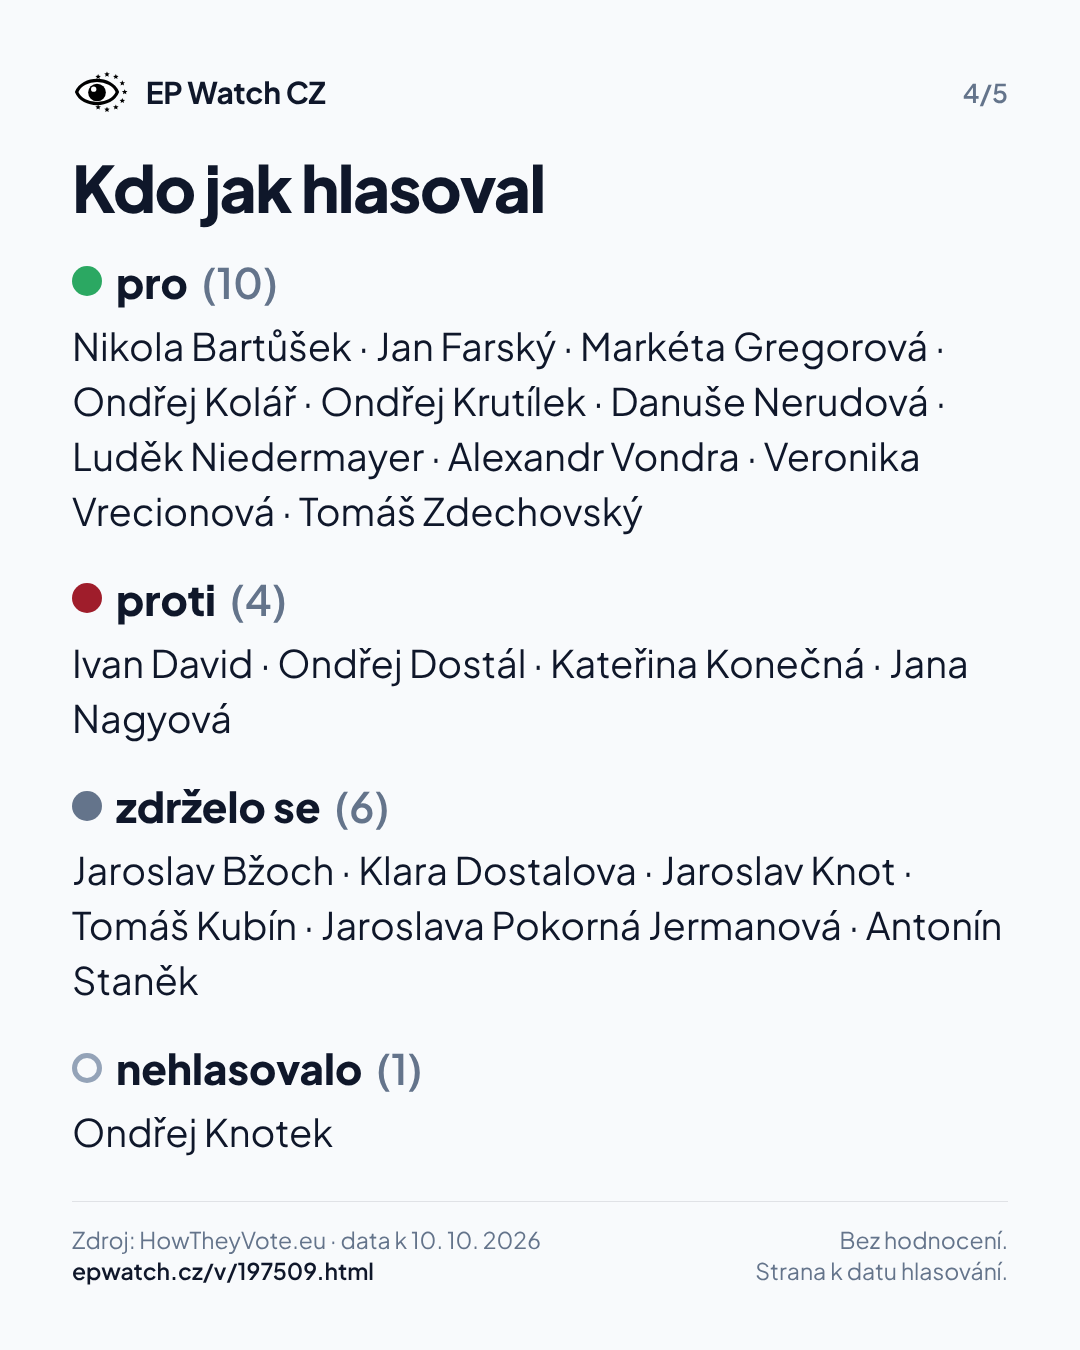 EP Watch CZ
4/5
Kdo jak hlasoval
pro (10)
Nikola Bartůšek · Jan Farský · Markéta Gregorová ·
Ondřej Kolář · Ondřej Krutílek · Danuše Nerudová ·
Luděk Niedermayer · Alexandr Vondra · Veronika
Vrecionová · Tomáš Zdechovský
proti (4)
Ivan David · Ondřej Dostál · Kateřina Konečná · Jana
Nagyová
zdrželo se (6)
Jaroslav Bžoch · Klara Dostalova · Jaroslav Knot ·
Tomáš Kubín · Jaroslava Pokorná Jermanová · Antonín
Staněk
nehlasovalo (1)
Ondřej Knotek
Zdroj: HowTheyVote.eu · data k 10. 10. 2026
epwatch.cz/v/197509.html
Bez hodnocení.
Strana k datu hlasování.